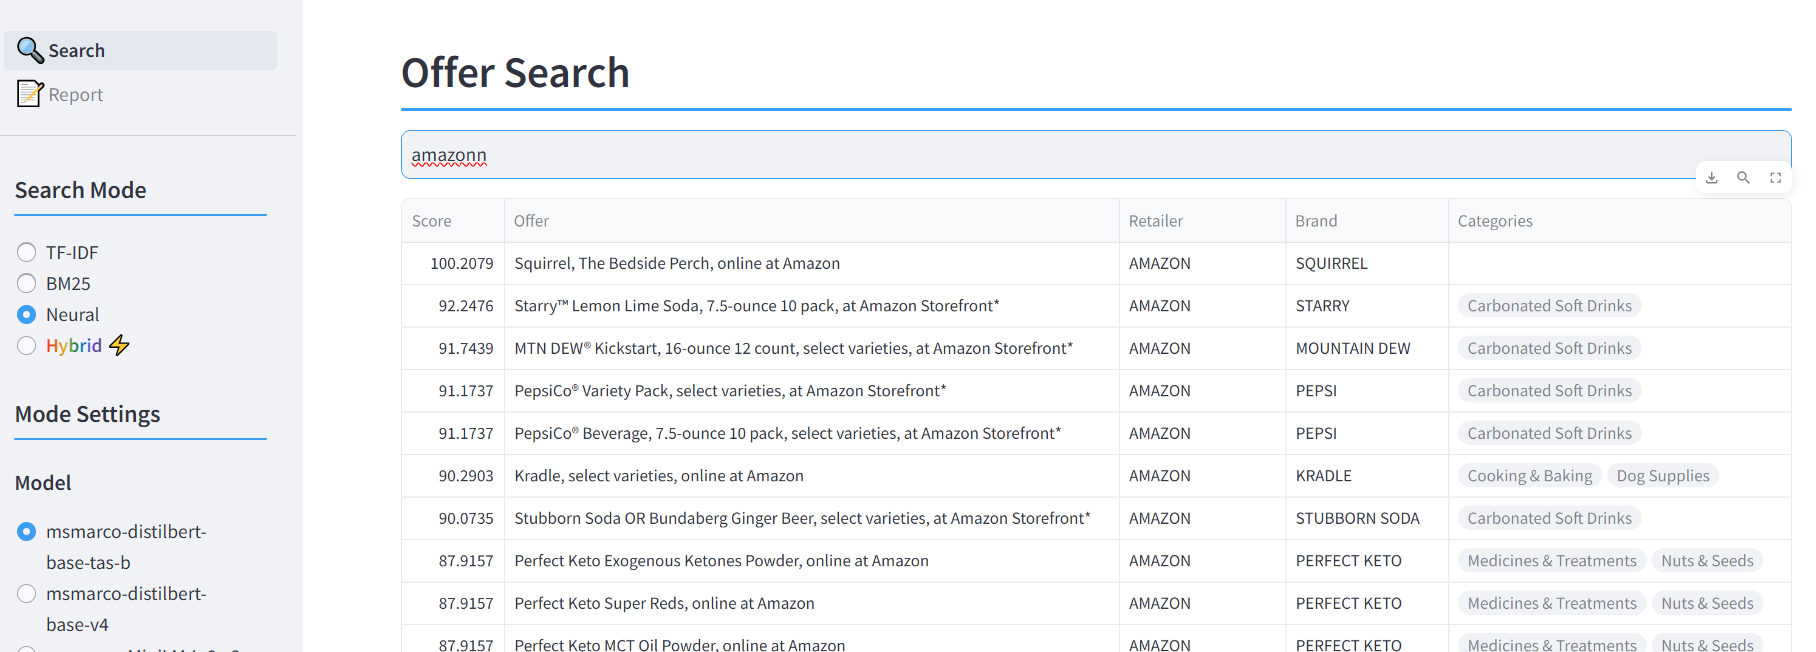 Search
Report
Search Mode
TF-IDF
BM25
Neural
Hybrid
Mode Settings
Model
msmarco-distilbert-
base-tas-b
msmarco-distilbert-
base-v4
Offer Search
amazonn
Score Offer Retailer Brand Categories
100.2079 Squirrel, The Bedside Perch, online at Amazon AMAZON SQUIRREL
92.2476 Starry™ Lemon Lime Soda, 7.5-ounce 10 pack, at Amazon Storefront* AMAZON STARRY Carbonated Soft Drinks
91.7439 MTN DEW® Kickstart, 16-ounce 12 count, select varieties, at Amazon Storefront* AMAZON MOUNTAIN DEW Carbonated Soft Drinks
91.1737 PepsiCo® Variety Pack, select varieties, at Amazon Storefront* AMAZON PEPSI Carbonated Soft Drinks
91.1737 PepsiCo® Beverage, 7.5-ounce 10 pack, select varieties, at Amazon Storefront* AMAZON PEPSI Carbonated Soft Drinks
90.2903 Kradle, select varieties, online at Amazon AMAZON KRADLE Cooking & Baking Dog Supplies
90.0735 Stubborn Soda OR Bundaberg Ginger Beer, select varieties, at Amazon Storefront* AMAZON STUBBORN SODA Carbonated Soft Drinks
87.9157 Perfect Keto Exogenous Ketones Powder, online at Amazon AMAZON PERFECT KETO Medicines & Treatments Nuts & Seeds
87.9157 Perfect Keto Super Reds, online at Amazon AMAZON PERFECT KETO Medicines & Treatments Nuts & Seeds
87.9157 Perfect Keto MCT Oil Powder, online at Amazon AMAZON PERFECT KETO Medicines & Treatments Nuts & Seeds